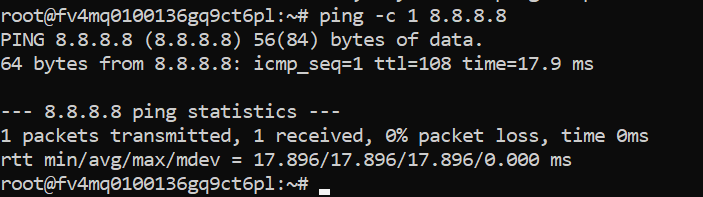 root@fv4mq0100136gq9ct6pl:~# ping -c 1 8.8.8.8
PING 8.8.8.8 (8.8.8.8) 56(84) bytes of data.
64 bytes from 8.8.8.8: icmp_seq=1 ttl=108 time=17.9 ms

--- 8.8.8.8 ping statistics ---
1 packets transmitted, 1 received, 0% packet loss, time 0ms
rtt min/avg/max/mdev = 17.896/17.896/17.896/0.000 ms
root@fv4mq0100136gq9ct6pl:~#